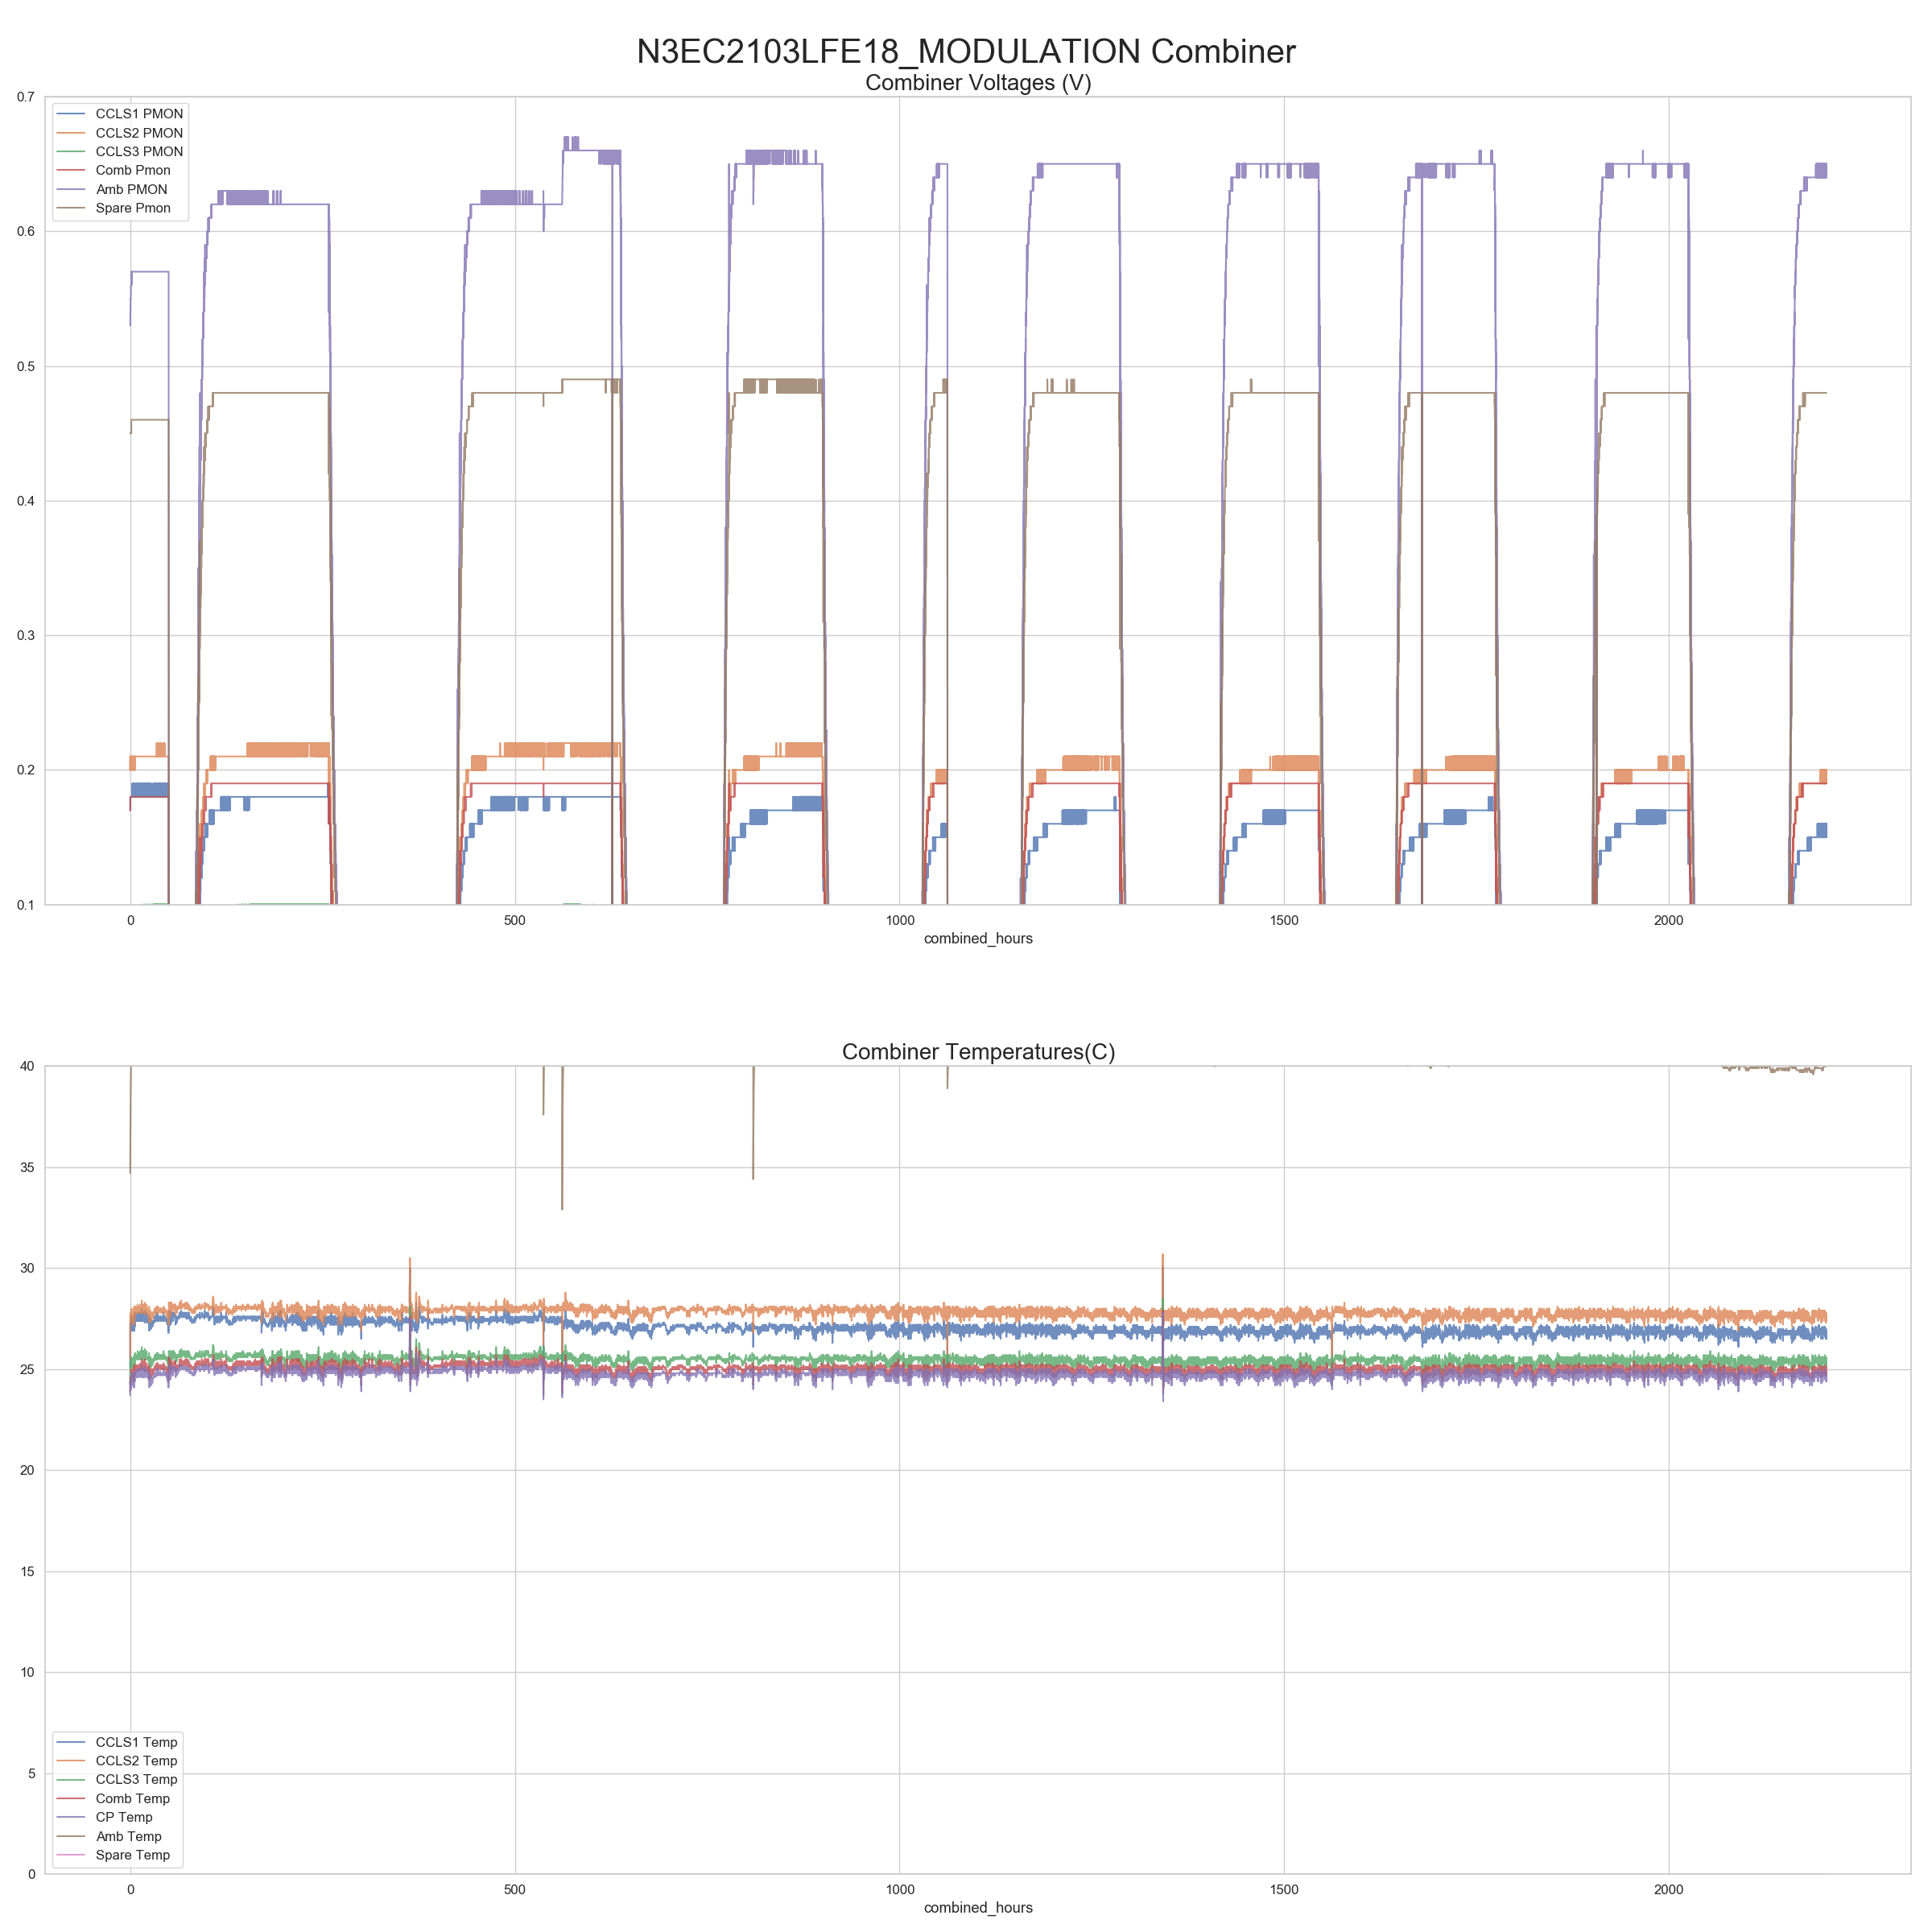 N3EC2103LFE18_MODULATION Combiner
Combiner Voltages (V)
0.7
0.6
0.5
0.4
0.3
0.2
0.1
CCLS1 PMON
CCLS2 PMON
CCLS3 PMON
Comb Pmon
Amb PMON
Spare Pmon
0 500 1000 1500 2000
combined_hours
Combiner Temperatures(C)
40
35
30
25
20
15
10
5
0
CCLS1 Temp
CCLS2 Temp
CCLS3 Temp
Comb Temp
CP Temp
Amb Temp
Spare Temp
0 500 1000 1500 2000
combined_hours